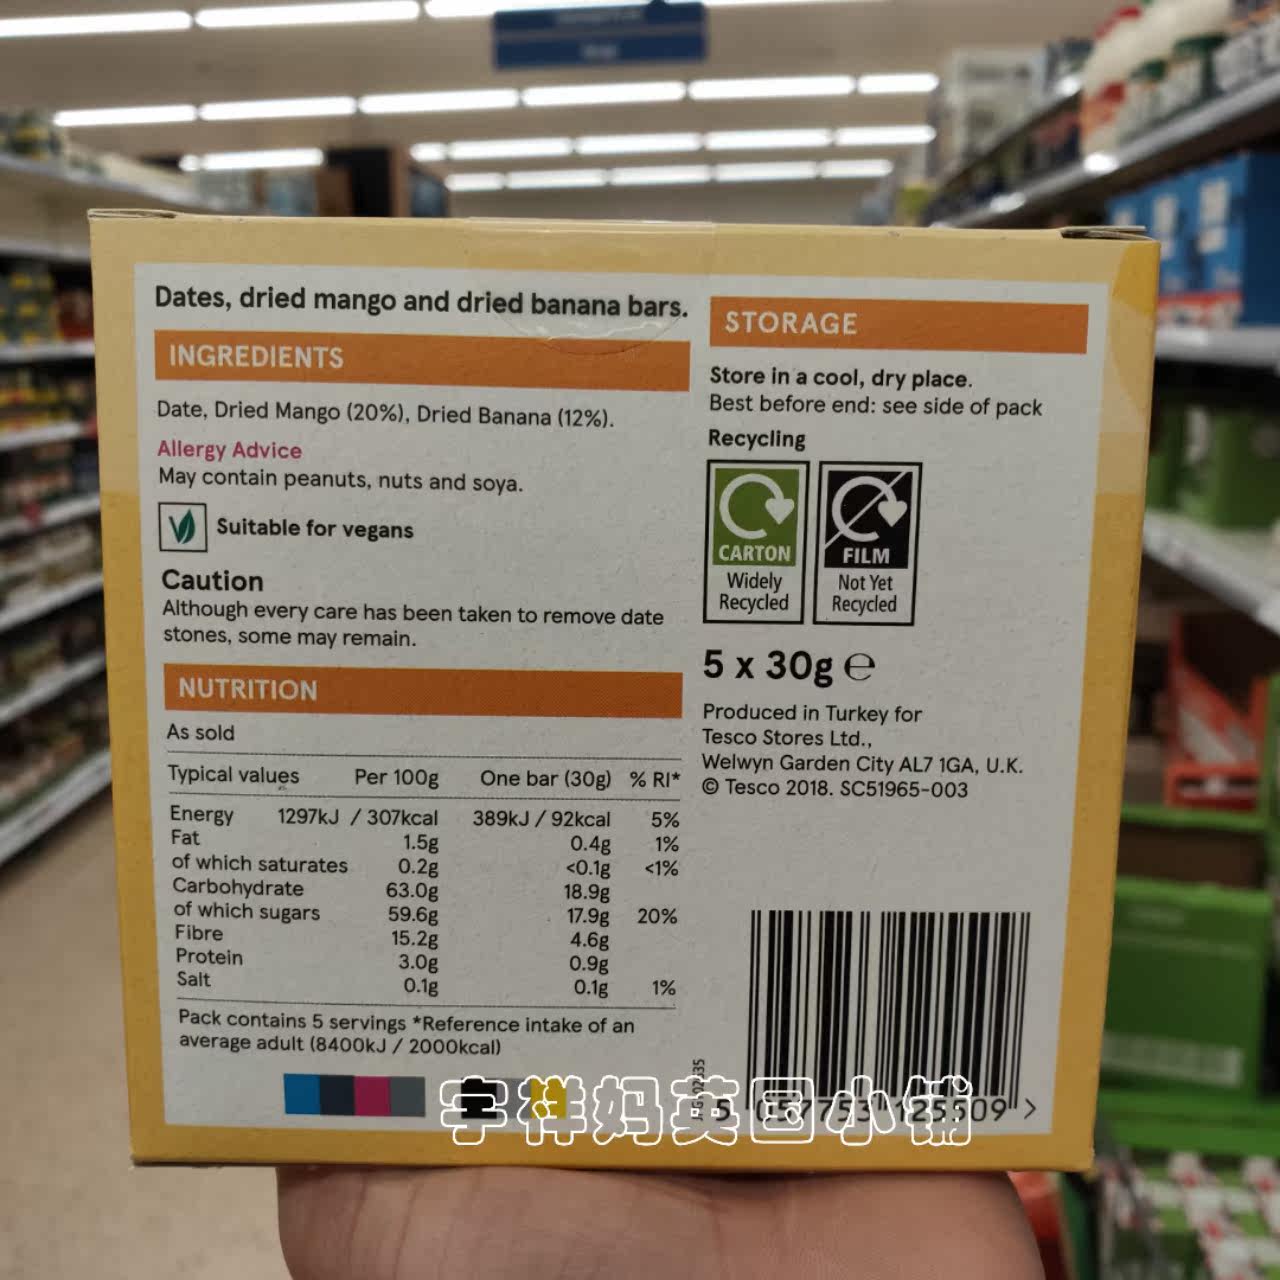 Dates, dried mango and dried banana bars.
INGREDIENTS
Date, Dried Mango (20%), Dried Banana (12%).
Allergy Advice
May contain peanuts, nuts and soya.
Suitable for vegans
Caution
Although every care has been taken to remove date
stones, some may remain.
NUTRITION
As sold
Typical values Per 100g One bar (30g) % RI*
Energy 1297kJ / 307kcal 389kJ / 92kcal 5%
Fat 1.5g 0.4g 1%
of which saturates 0.2g <0.1g <1%
Carbohydrate 63.0g 18.9g
of which sugars 59.6g 17.9g 20%
Fibre 15.2g 4.6g
Protein 3.0g 0.9g
Salt 0.1g 0.1g 1%
Pack contains 5 servings *Reference intake of an
average adult (8400kJ / 2000kcal)
STORAGE
Store in a cool, dry place.
Best before end: see side of pack
Recycling
CARTON
Widely
Recycled
FILM
Not Yet
Recycled
5 x 30g ℮
Produced in Turkey for
Tesco Stores Ltd.,
Welwyn Garden City AL7 1GA, U.K.
© Tesco 2018. SC51965-003
5 057753 125509 >
宇祥妈英国小铺